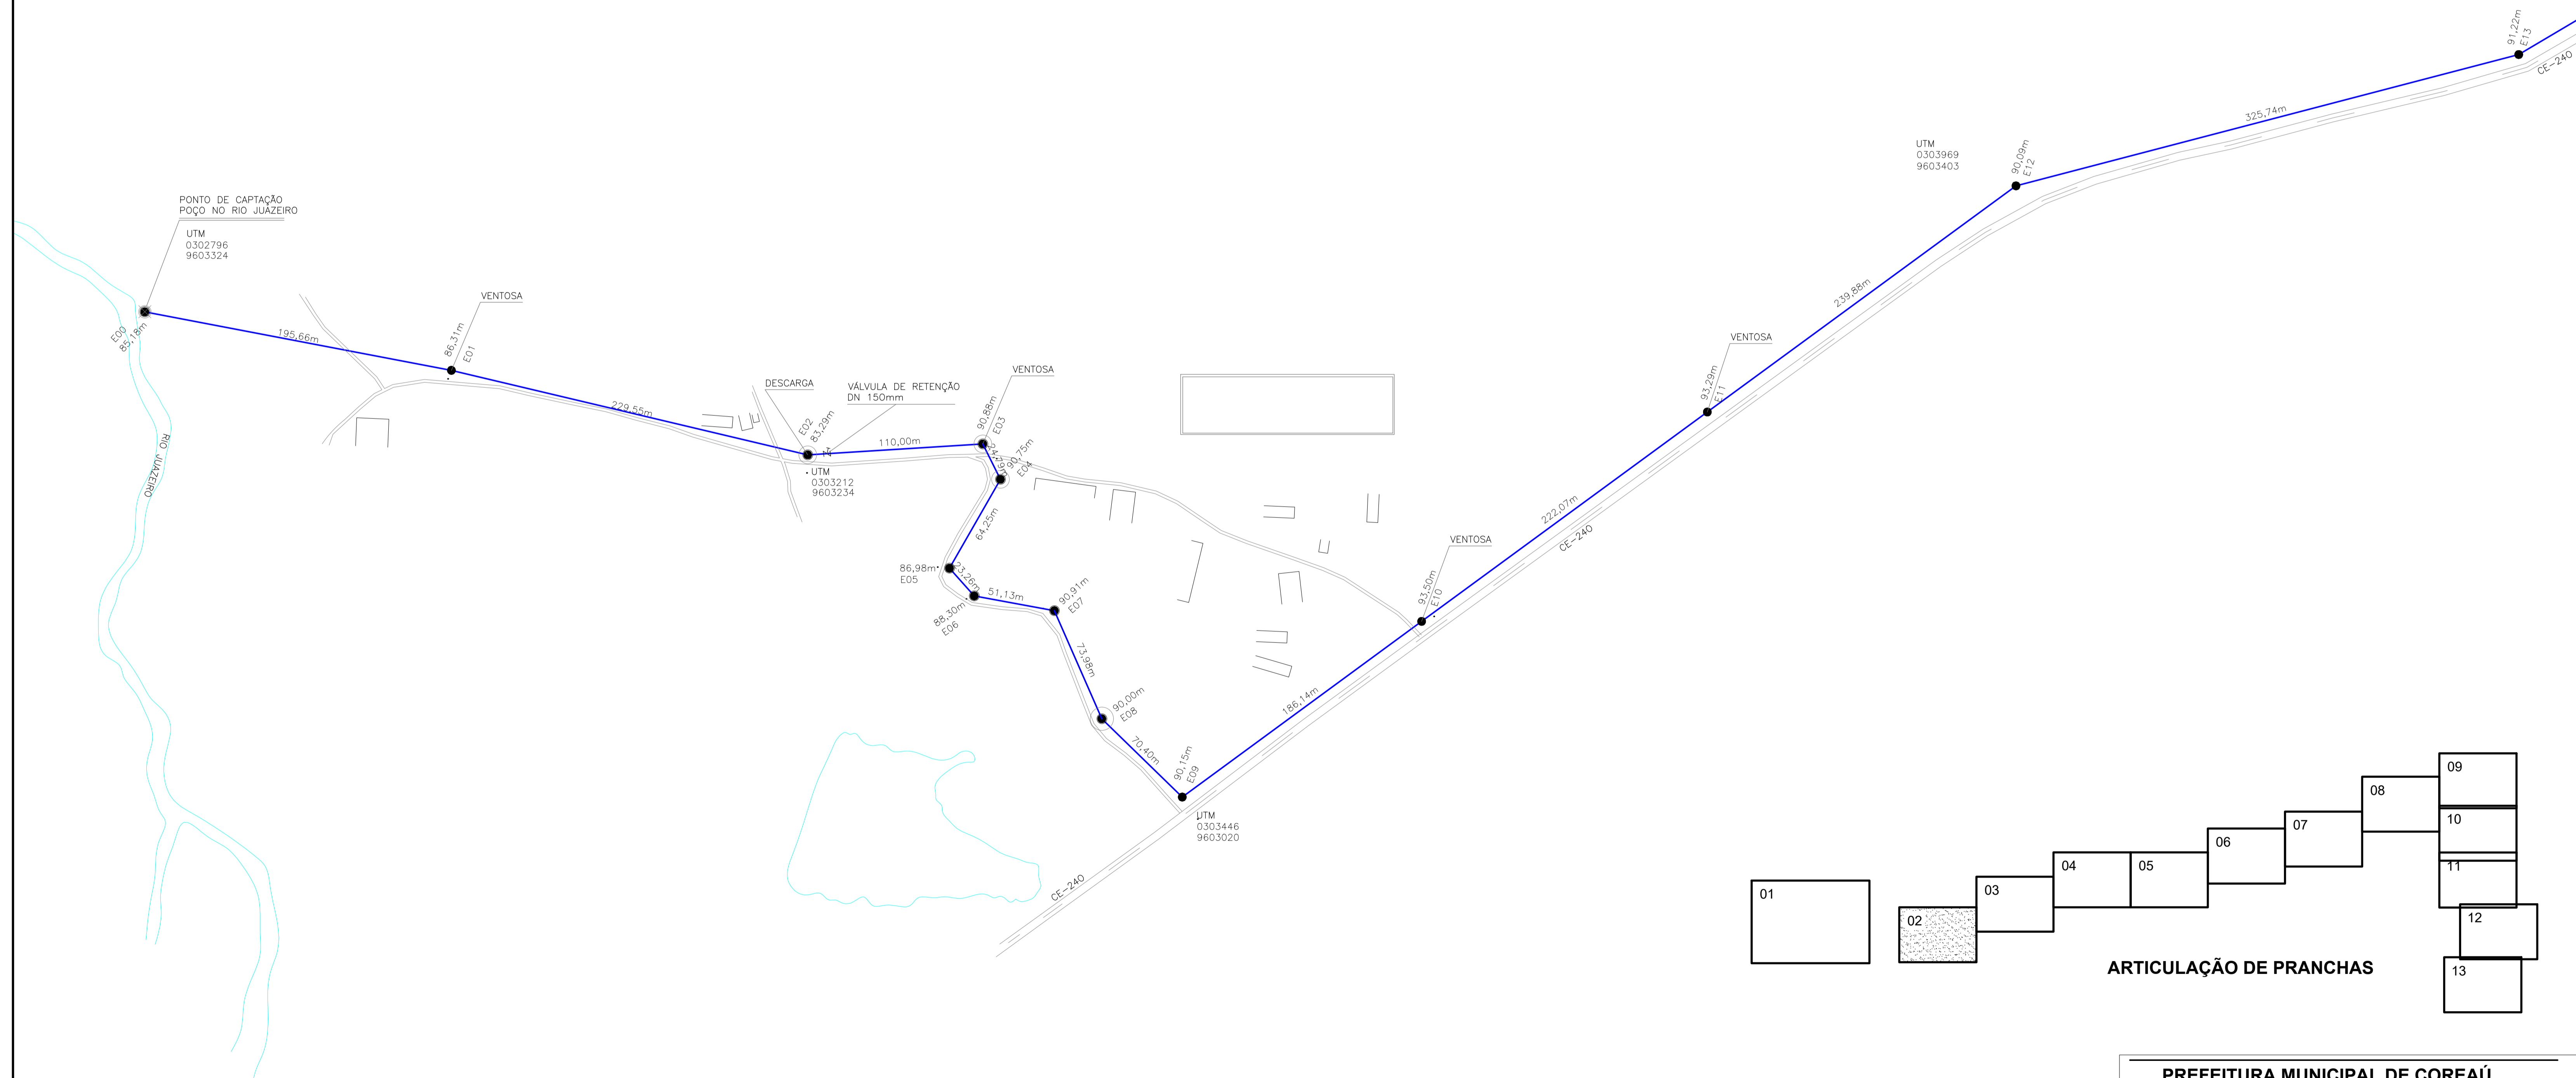 91,22m
E13
CE-240
325,74m
UTM
0303969
9603403
90,09m
E12
PONTO DE CAPTAÇÃO
POÇO NO RIO JUAZEIRO
UTM
0302796
9603324
E00
85,18m
195,66m
VENTOSA
86,31m
E01
229,55m
DESCARGA
E02
83,29m
VÁLVULA DE RETENÇÃO
DN 150mm
110,00m
UTM
0303212
9603234
VENTOSA
90,88m
E03
24,79m
90,75m
E04
64,25m
86,98m
E05
23,26m
88,30m
E06
51,13m
90,91m
E07
73,98m
90,00m
E08
70,40m
90,15m
E09
UTM
0303446
9603020
186,14m
VENTOSA
93,50m
E10
222,07m
CE-240
VENTOSA
93,29m
E11
239,88m
RIO JUAZEIRO
CE-240
01
02
03
04
05
06
07
08
09
10
11
12
13
ARTICULAÇÃO DE PRANCHAS
PREFEITURA MUNICIPAL DE COREAÚ